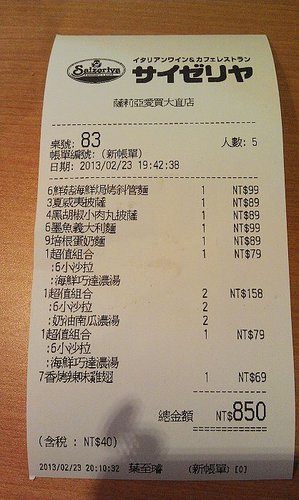 Saizeriya
イタリアンワイン&カフェレストラン
サイゼリヤ
薩莉亞愛買大直店
桌號: 83 人數: 5
帳單編號: (新帳單)
日期: 2013/02/23 19:42:38
6鮮蔬海鮮焗烤斜管麵 1 NT$99
3夏威夷披薩 1 NT$89
4黑胡椒小肉丸披薩 1 NT$89
6墨魚義大利麵 1 NT$99
9培根蛋奶麵 1 NT$89
1超值組合 1 NT$79
:6小沙拉
:海鮮巧達濃湯
1超值組合 2 NT$158
:6小沙拉 2
:奶油南瓜濃湯 2
1超值組合 1 NT$79
:6小沙拉
:海鮮巧達濃湯
7香烤辣味雞翅 1 NT$69
總金額 NT$850
(含稅 : NT$40)
2013/02/23 20:10:32 葉至睿 (新帳單) [0]